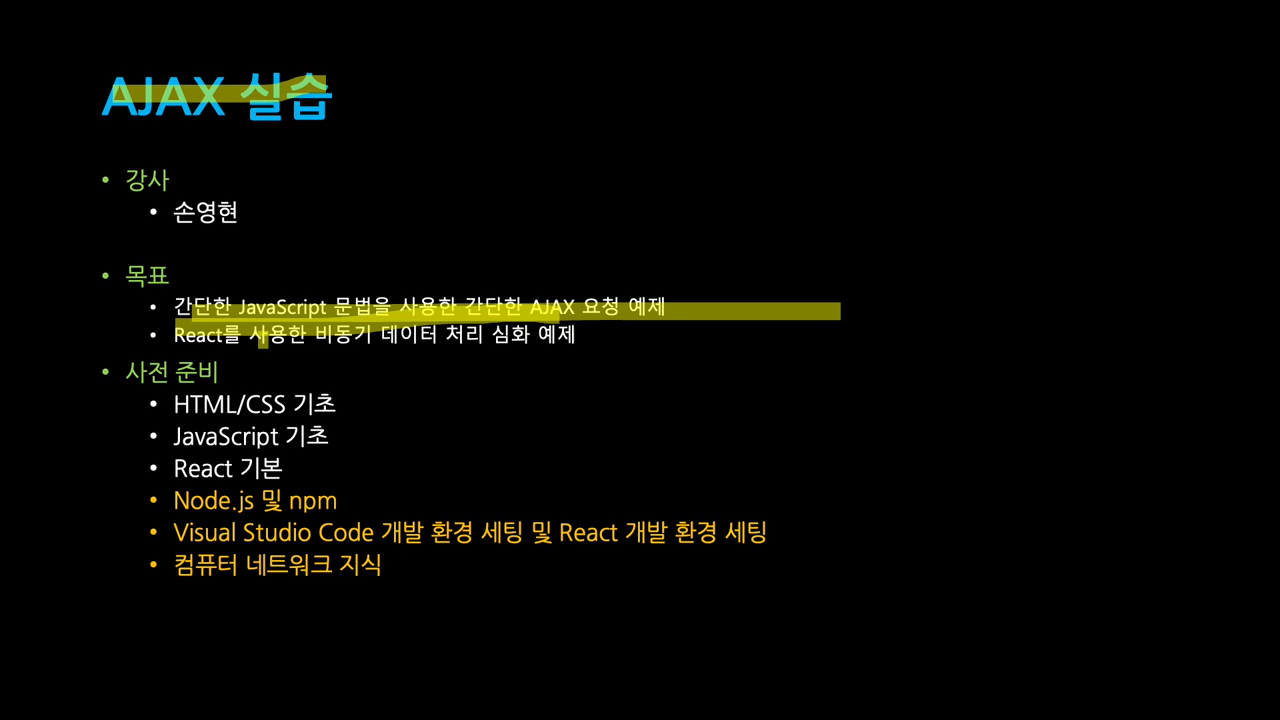 AJAX 실습
• 강사
• 손영현
• 목표
• 간단한 JavaScript 문법을 사용한 간단한 AJAX 요청 예제
• React를 사용한 비동기 데이터 처리 심화 예제
• 사전 준비
• HTML/CSS 기초
• JavaScript 기초
• React 기본
• Node.js 및 npm
• Visual Studio Code 개발 환경 세팅 및 React 개발 환경 세팅
• 컴퓨터 네트워크 지식